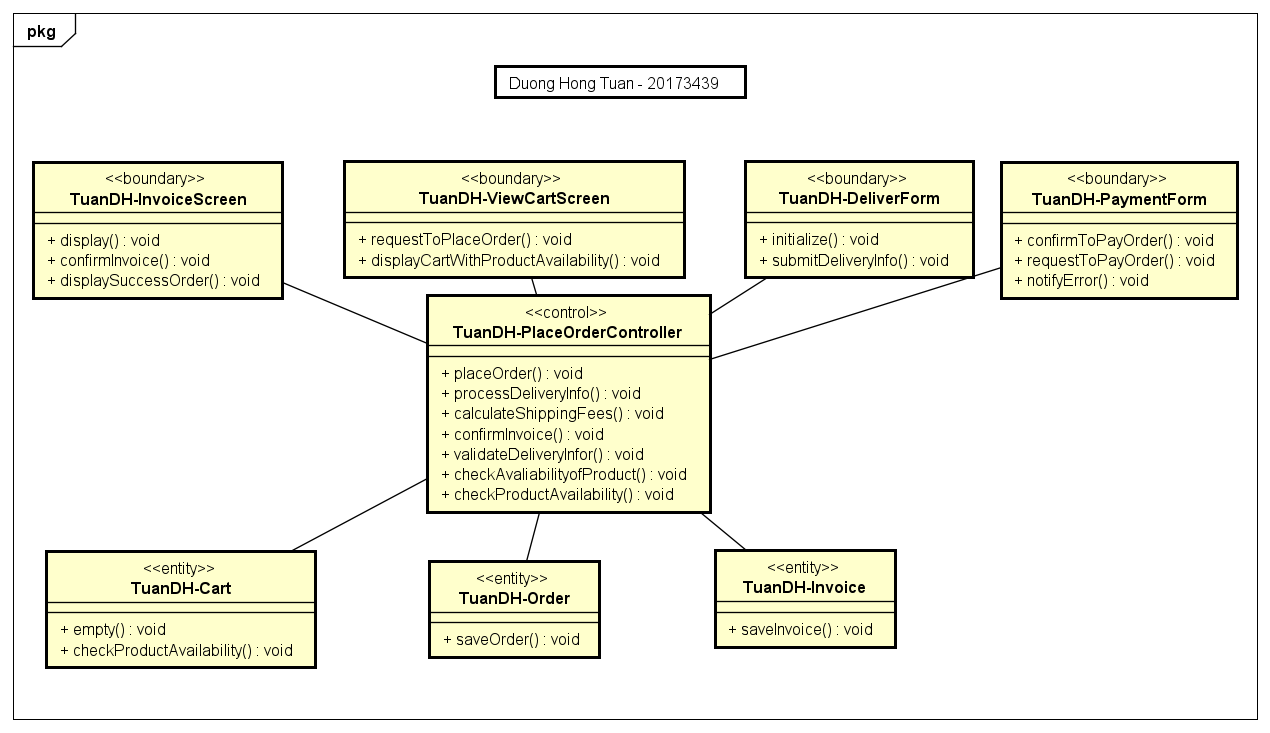 pkg
Duong Hong Tuan - 20173439
<<boundary>>
TuanDH-InvoiceScreen
+ display() : void
+ confirmInvoice() : void
+ displaySuccessOrder() : void
<<boundary>>
TuanDH-ViewCartScreen
+ requestToPlaceOrder() : void
+ displayCartWithProductAvailability() : void
<<boundary>>
TuanDH-DeliverForm
+ initialize() : void
+ submitDeliveryInfo() : void
<<boundary>>
TuanDH-PaymentForm
+ confirmToPayOrder() : void
+ requestToPayOrder() : void
+ notifyError() : void
<<control>>
TuanDH-PlaceOrderController
+ placeOrder() : void
+ processDeliveryInfo() : void
+ calculateShippingFees() : void
+ confirmInvoice() : void
+ validateDeliveryInfor() : void
+ checkAvaliabilityofProduct() : void
+ checkProductAvailability() : void
<<entity>>
TuanDH-Cart
+ empty() : void
+ checkProductAvailability() : void
<<entity>>
TuanDH-Order
+ saveOrder() : void
<<entity>>
TuanDH-Invoice
+ saveInvoice() : void